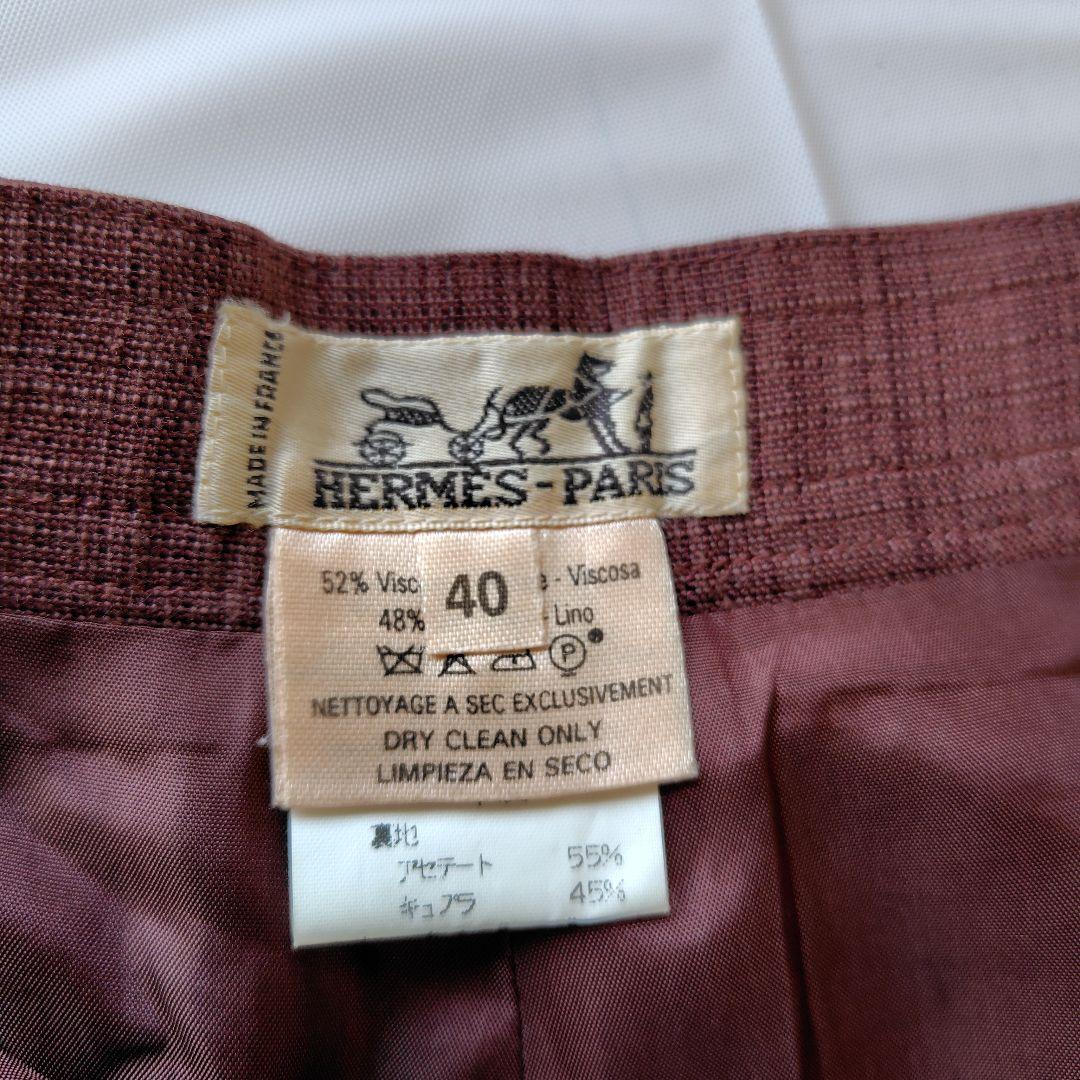 MADE IN FRANCE
HERMÈS-PARIS
40
52% Visc e - Viscosa
48% - Lino
P
NETTOYAGE A SEC EXCLUSIVEMENT
DRY CLEAN ONLY
LIMPIEZA EN SECO
裏地
アセテート 55%
キュプラ 45%